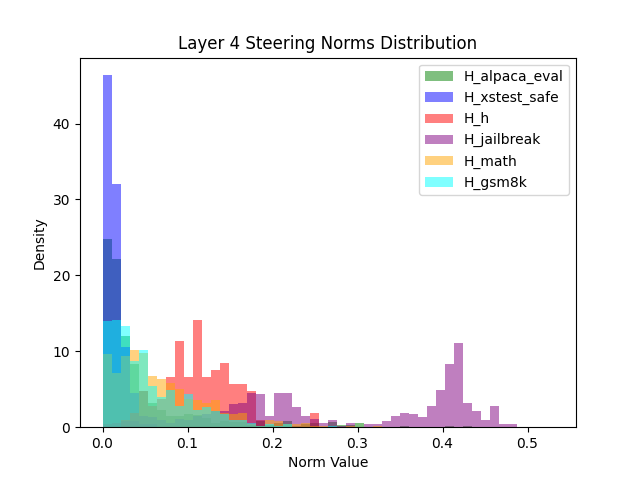 Layer 4 Steering Norms Distribution
H_alpaca_eval
H_xstest_safe
H_h
H_jailbreak
H_math
H_gsm8k
Density
40
30
20
10
0
0.0 0.1 0.2 0.3 0.4 0.5
Norm Value